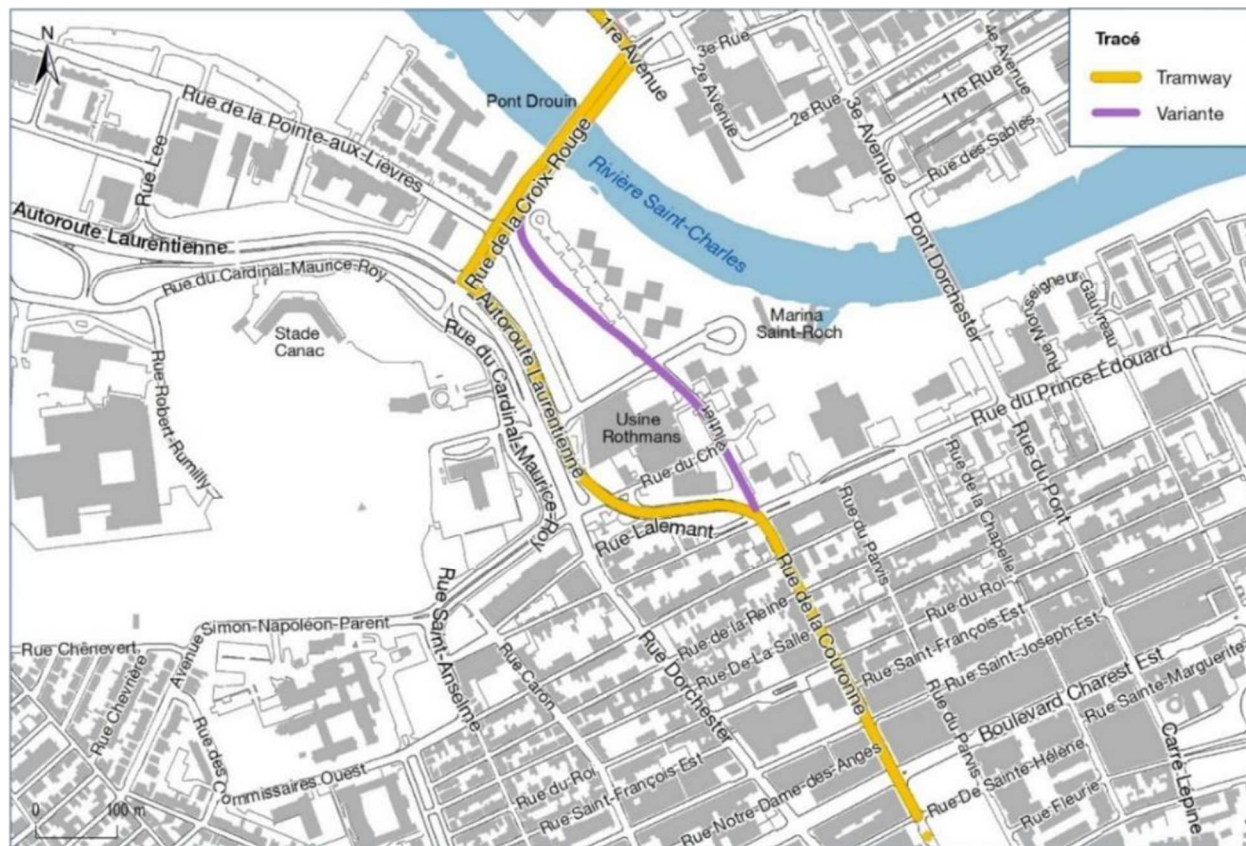 N
Tracé
Tramway
Variante
1re Avenue
3e Rue
2e Avenue
4e Avenue
1re Rue
2e Rue
3e Avenue
Rue des Sables
Pont Drouin
Rue de la Pointe-aux-Lièvres
Rue Lee
Rue de la Croix-Rouge
Rivière Saint-Charles
Pont Dorchester
Autoroute Laurentienne
Rue du Cardinal-Maurice-Roy
Stade
Canac
Autoroute Laurentienne
Rue du Cardinal-Maurice-Roy
Marina
Saint-Roch
Rue Monseigneur
Gauvreau
Rue du Prince-Édouard
Rue Robert-Rumilly
Usine
Rothmans
Rue du Chalutier
Rue Lalemant
Rue du Parvis
Rue de la Chapelle
Rue du Pont
Rue Saint-Anselme
Simon-Napoléon-Parent
Avenue
Rue Chênevert
Rue Chevrière
Rue des Commissaires Ouest
Rue Caron
Rue Dorchester
Rue de la Reine
Rue De La Salle
Rue de la Couronne
Rue du Roi
Rue Saint-François-Est
Rue Saint-Joseph-Est
Boulevard Charest Est
Rue Sainte-Marguerite
Rue du Parvis
Carré Lépine
Rue du Roi
Rue Saint-François-Est
Rue Notre-Dame-des-Anges
Rue De Sainte-Hélène
Rue Fleurie
0 100 m